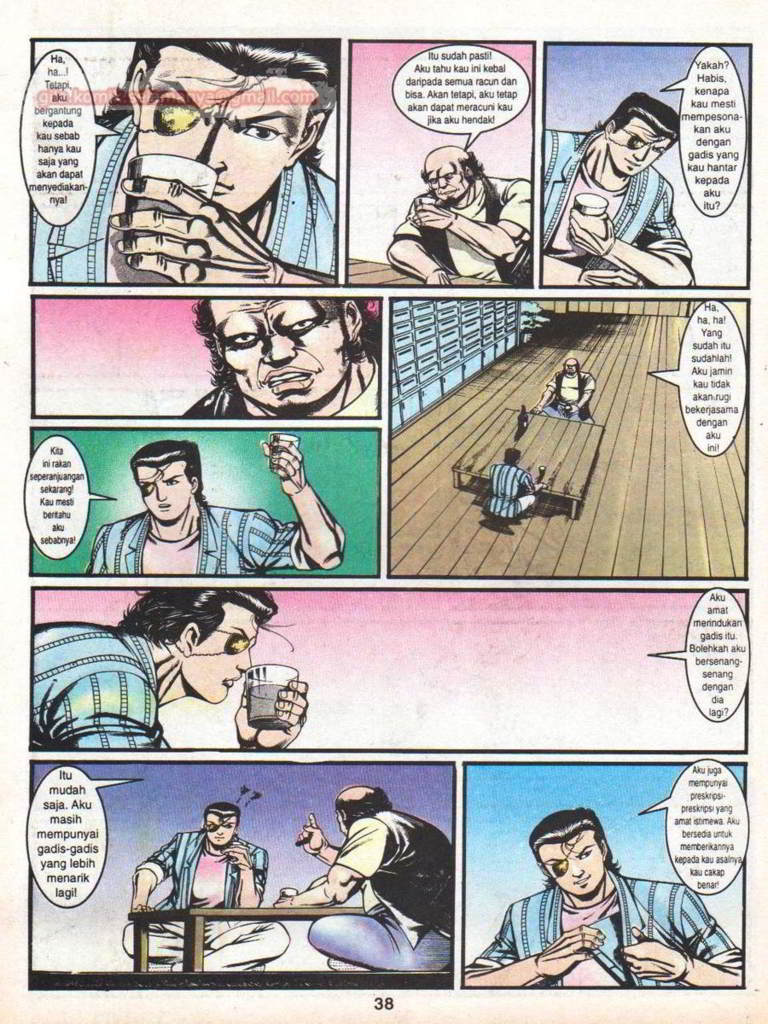 Ha,
ha...!
Tetapi,
aku
bergantung
kepada
kau sebab
hanya kau
saja yang
akan dapat
menyediakan-
nya!
Itu sudah pasti!
Aku tahu kau ini kebal
daripada semua racun dan
bisa. Akan tetapi, aku tetap
akan dapat meracuni kau
jika aku hendak!
Yakah?
Habis,
kenapa
kau mesti
mempesona-
kan aku
dengan
gadis yang
kau hantar
kepada
aku
itu?
Ha,
ha, ha!
Yang
sudah itu
sudahlah!
Aku jamin
kau tidak
akan rugi
bekerjasama
dengan
aku
ini!
Kita
ini rakan
seperanjuangan
sekarang!
Kau mesti
beritahu
aku
sebabnya!
Aku
amat
merindukan
gadis itu.
Bolehkah aku
bersenang-
senang
dengan
dia
lagi?
Itu
mudah
saja. Aku
masih
mempunyai
gadis-gadis
yang lebih
menarik
lagi!
Aku juga
mempunyai
preskripsi-
preskripsi yang
amat istimewa. Aku
bersedia untuk
memberikannya
kepada kau asalnya
kau cakap
benar!
38